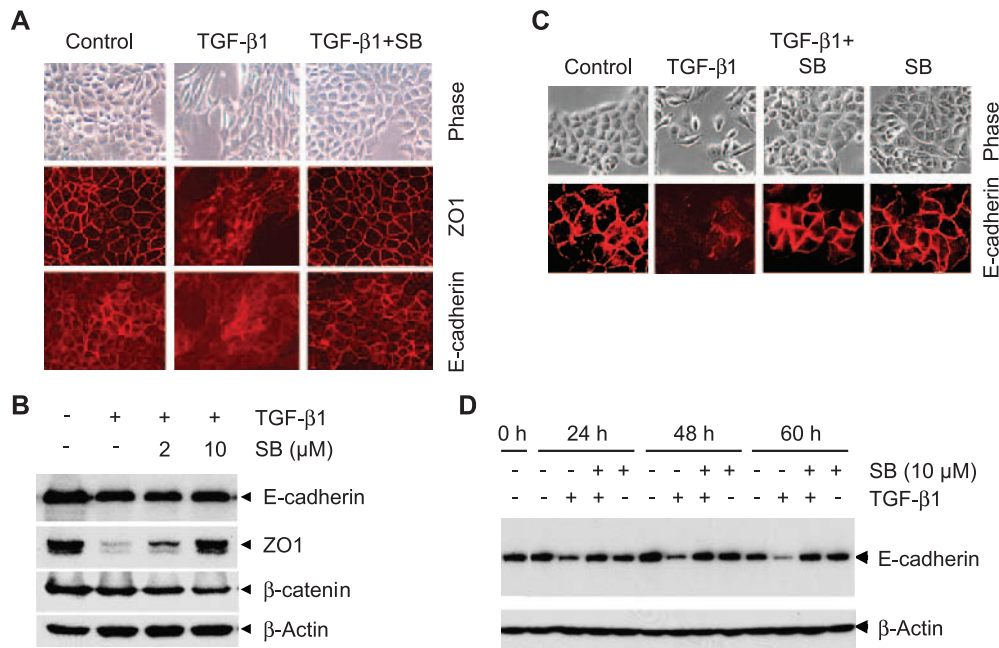 A
Control TGF-β1 TGF-β1+SB
Phase
ZO1
E-cadherin
B
- + + + TGF-β1
- - 2 10 SB (µM)
E-cadherin
ZO1
β-catenin
β-Actin
C
TGF-β1+
Control TGF-β1 SB SB
Phase
E-cadherin
D
0 h 24 h 48 h 60 h
- - - + + - - + + - - + + SB (10 µM)
- - + + - - + + - - + + - TGF-β1
E-cadherin
β-Actin